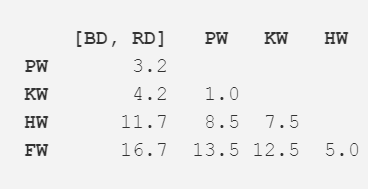 [BD, RD] PW KW HW
PW 3.2
KW 4.2 1.0
HW 11.7 8.5 7.5
FW 16.7 13.5 12.5 5.0